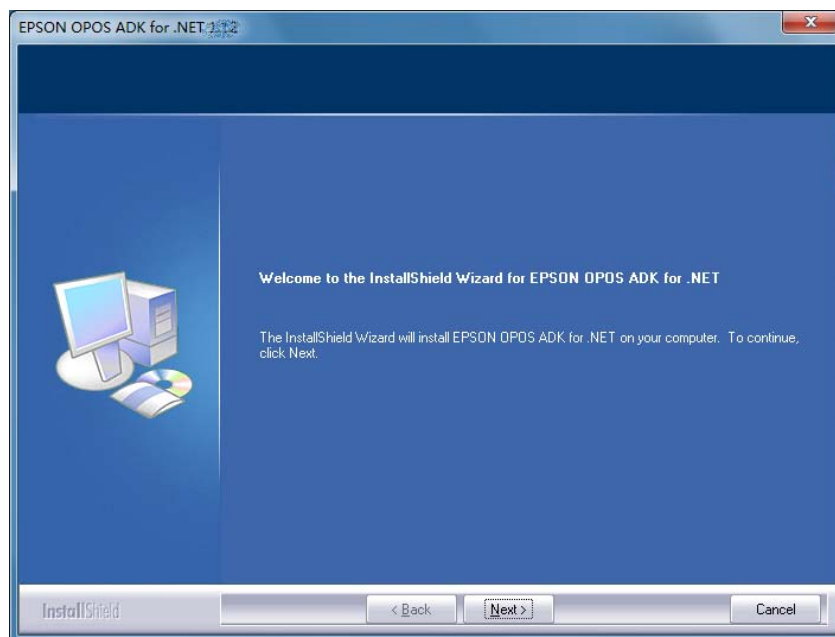 EPSON OPOS ADK for .NET
Welcome to the InstallShield Wizard for EPSON OPOS ADK for .NET
The InstallShield Wizard will install EPSON OPOS ADK for .NET on your computer. To continue,
click Next.
InstallShield
< Back
Next >
Cancel